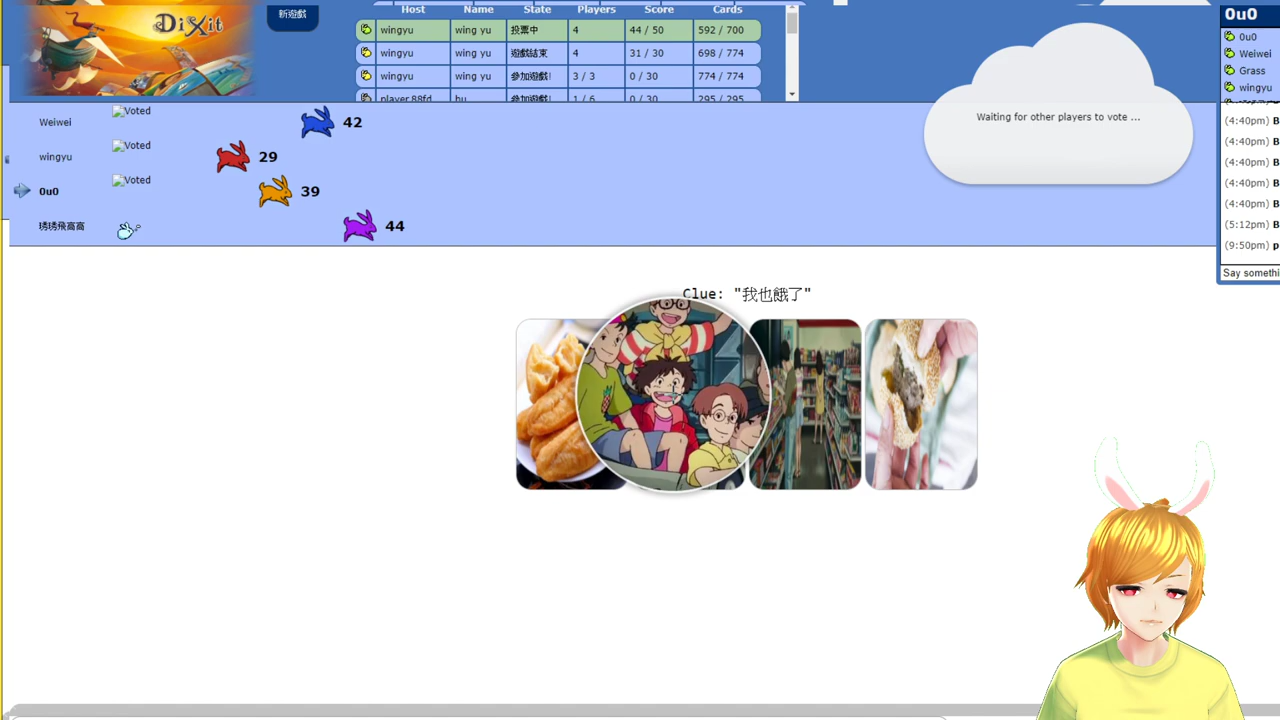 DiXit
新遊戲
Host Name State Players Score Cards
wingyu wing yu 投票中 4 44 / 50 592 / 700
wingyu wing yu 遊戲結束 4 31 / 30 698 / 774
wingyu wing yu 參加遊戲! 3 / 3 0 / 30 774 / 774
player 88fd hu 參加遊戲! 1 / 6 0 / 30 295 / 295
Waiting for other players to vote ...
0u0
0u0
Weiwei
Grass
wingyu
(4:40pm) B
(4:40pm) B
(4:40pm) B
(4:40pm) B
(4:40pm) B
(5:12pm) B
(9:50pm) p
Say somethi
Weiwei Voted 42
wingyu Voted 29
0u0 Voted 39
琇琇飛高高 44
Clue: "我也餓了"